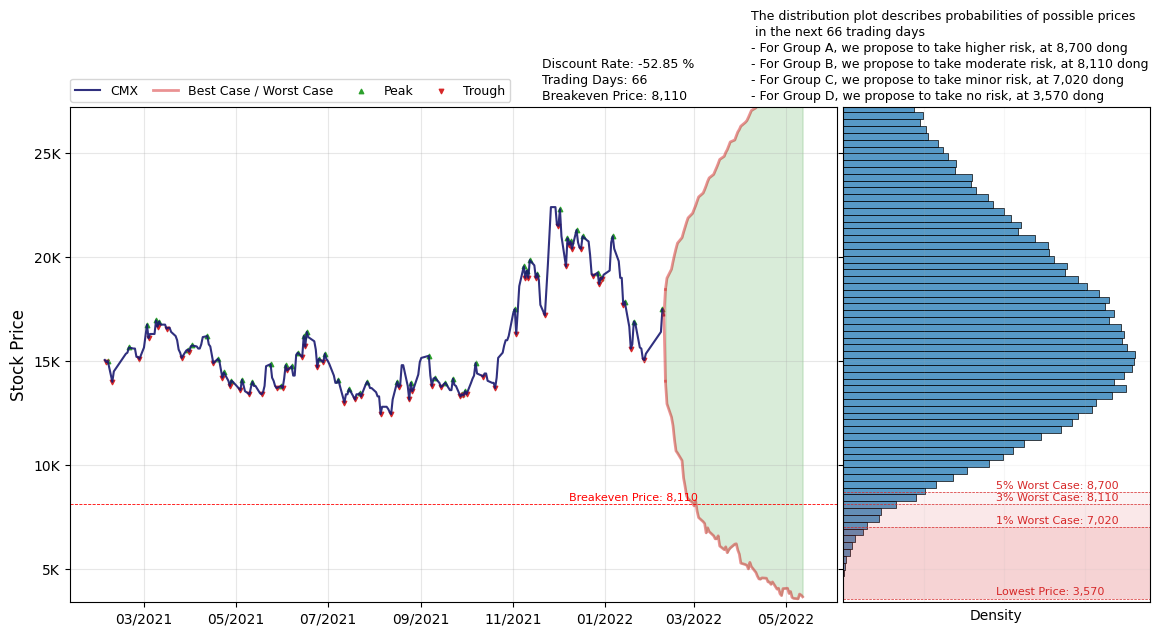 The distribution plot describes probabilities of possible prices
in the next 66 trading days
- For Group A, we propose to take higher risk, at 8,700 dong
- For Group B, we propose to take moderate risk, at 8,110 dong
- For Group C, we propose to take minor risk, at 7,020 dong
- For Group D, we propose to take no risk, at 3,570 dong
Discount Rate: -52.85 %
Trading Days: 66
Breakeven Price: 8,110
CMX
Best Case / Worst Case
Peak
Trough
Stock Price
25K
20K
15K
10K
5K
Breakeven Price: 8,110
03/2021
05/2021
07/2021
09/2021
11/2021
01/2022
03/2022
05/2022
5% Worst Case: 8,700
3% Worst Case: 8,110
1% Worst Case: 7,020
Lowest Price: 3,570
Density